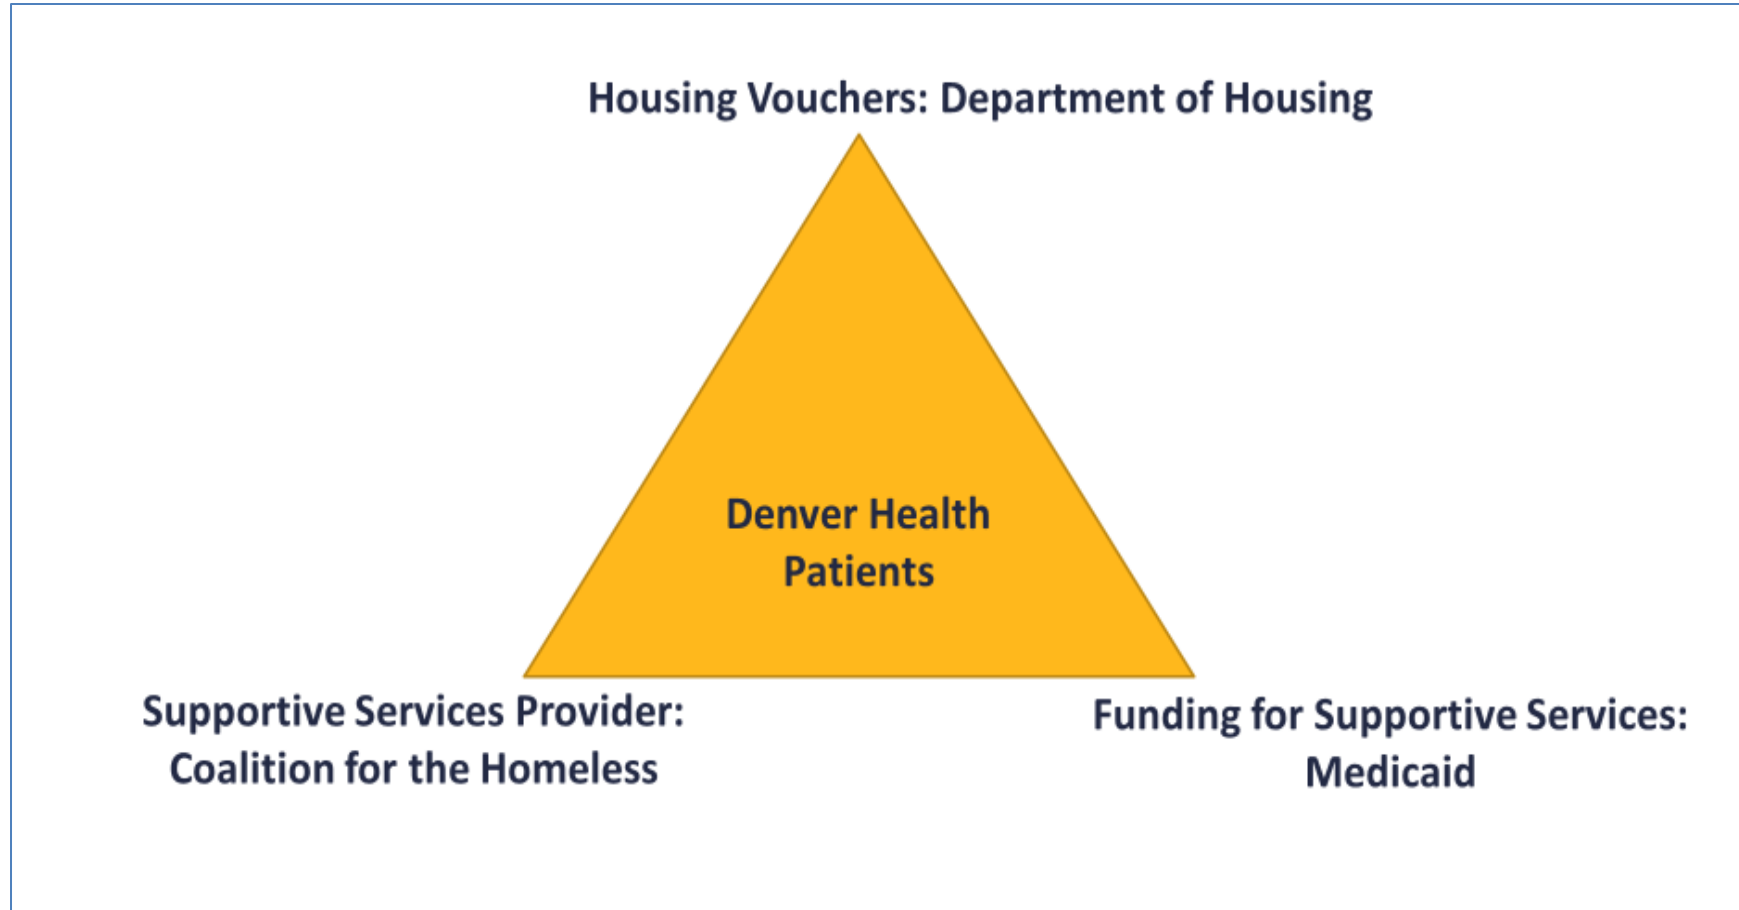 Housing Vouchers: Department of Housing
Denver Health
Patients
Supportive Services Provider:
Coalition for the Homeless
Funding for Supportive Services:
Medicaid